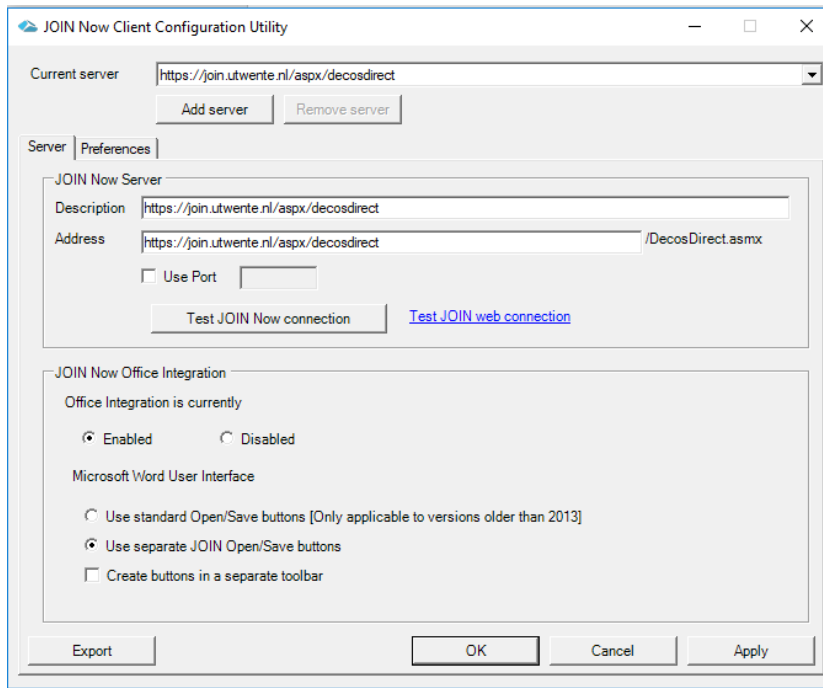 JOIN Now Client Configuration Utility
Current server https://join.utwente.nl/aspx/decosdirect
Add server Remove server
Server Preferences
JOIN Now Server
Description https://join.utwente.nl/aspx/decosdirect
Address https://join.utwente.nl/aspx/decosdirect /DecosDirect.asmx
Use Port
Test JOIN Now connection Test JOIN web connection
JOIN Now Office Integration
Office Integration is currently
Enabled Disabled
Microsoft Word User Interface
Use standard Open/Save buttons [Only applicable to versions older than 2013]
Use separate JOIN Open/Save buttons
Create buttons in a separate toolbar
Export OK Cancel Apply